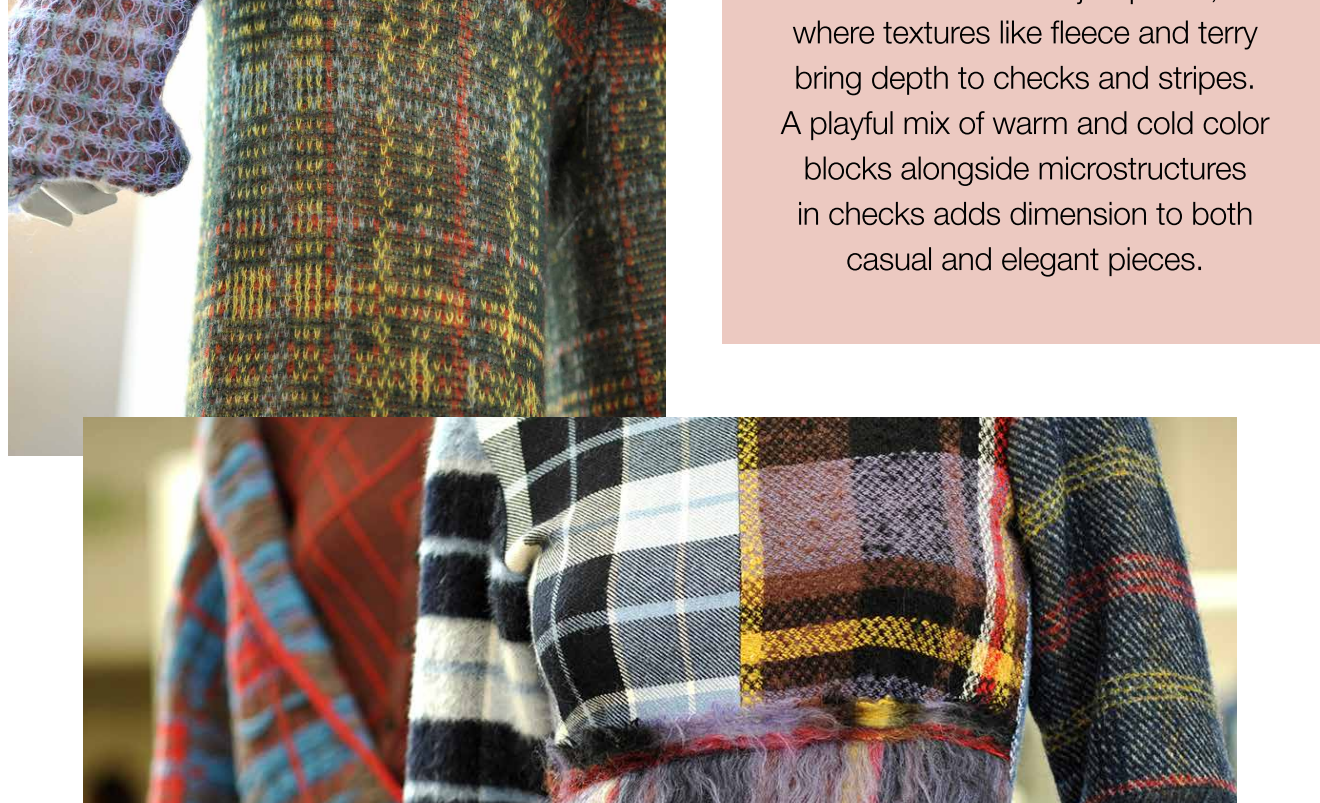 where textures like fleece and terry
bring depth to checks and stripes.
A playful mix of warm and cold color
blocks alongside microstructures
in checks adds dimension to both
casual and elegant pieces.